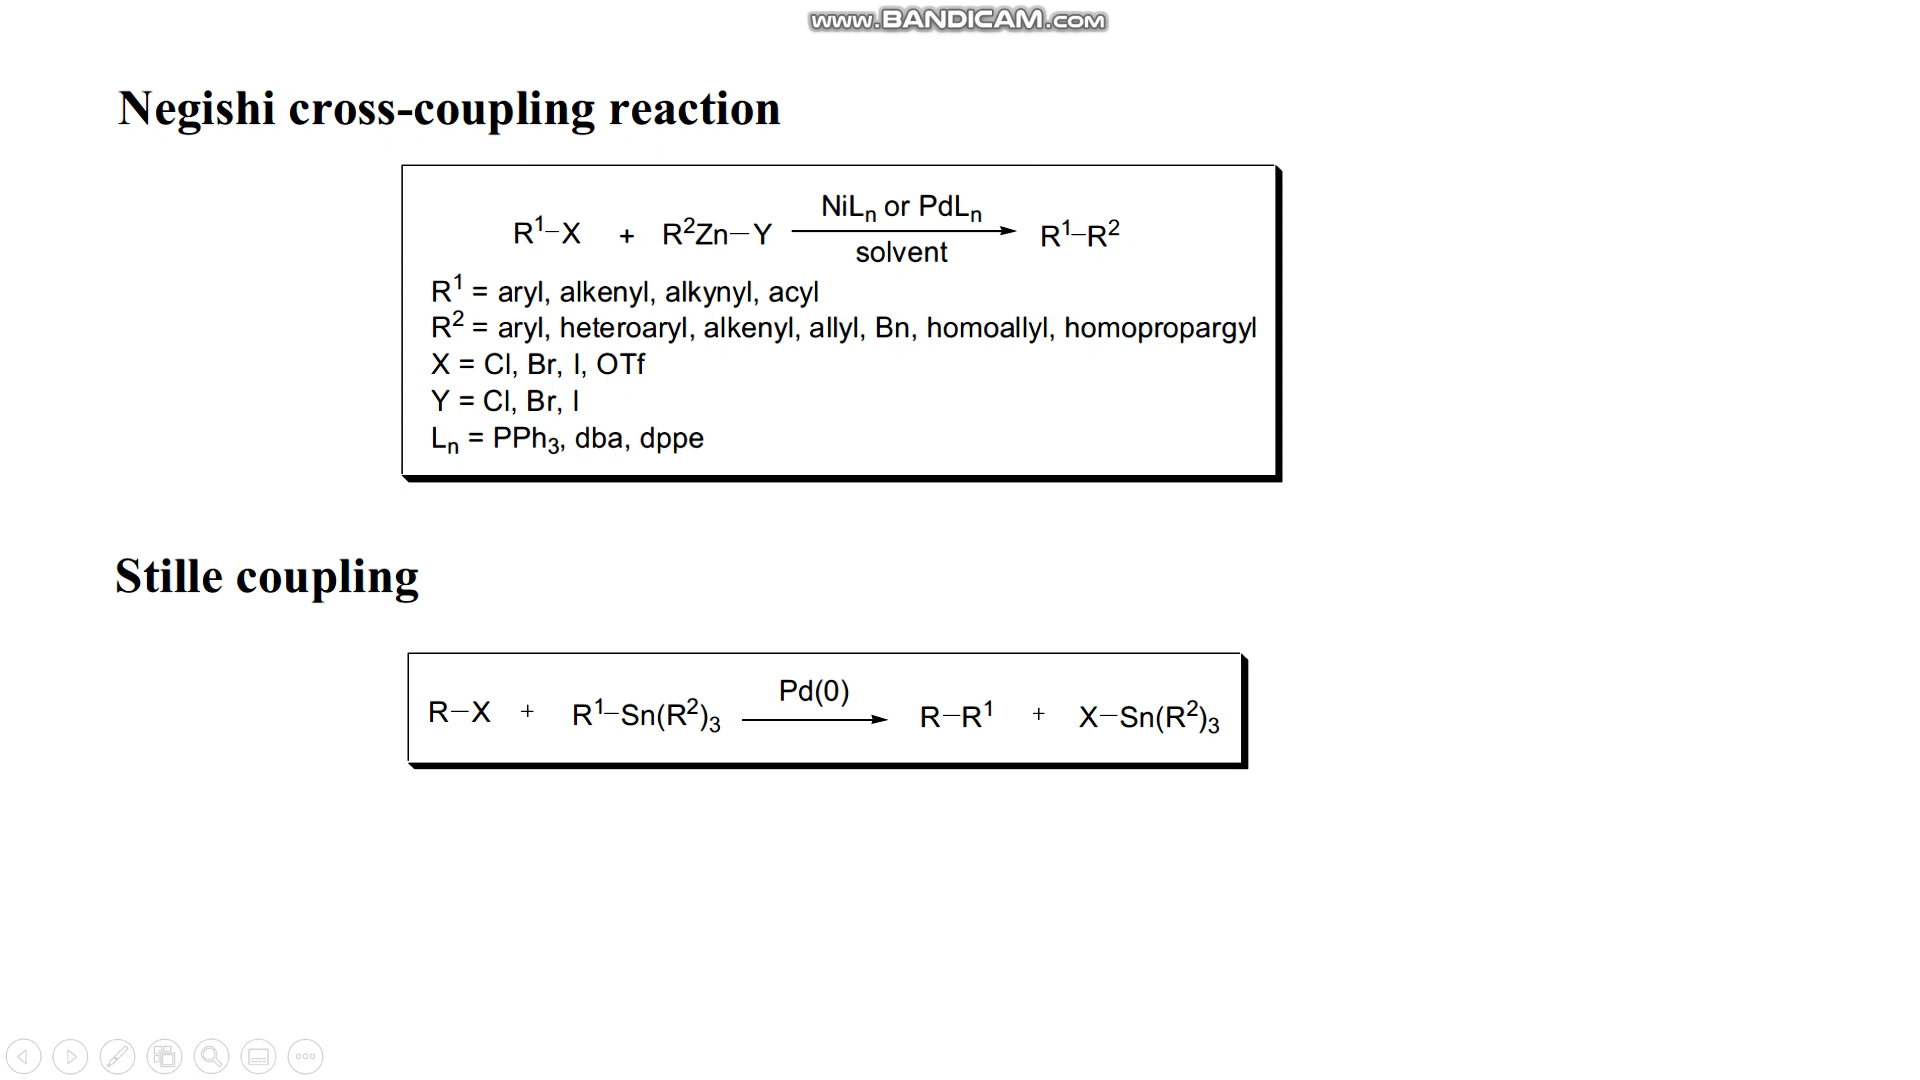 www.BANDICAM.com
Negishi cross-coupling reaction
NiLn or PdLn
R1–X + R2Zn–Y R1–R2
solvent
R1 = aryl, alkenyl, alkynyl, acyl
R2 = aryl, heteroaryl, alkenyl, allyl, Bn, homoallyl, homopropargyl
X = Cl, Br, I, OTf
Y = Cl, Br, I
Ln = PPh3, dba, dppe
Stille coupling
Pd(0)
R–X + R1–Sn(R2)3 R–R1 + X–Sn(R2)3